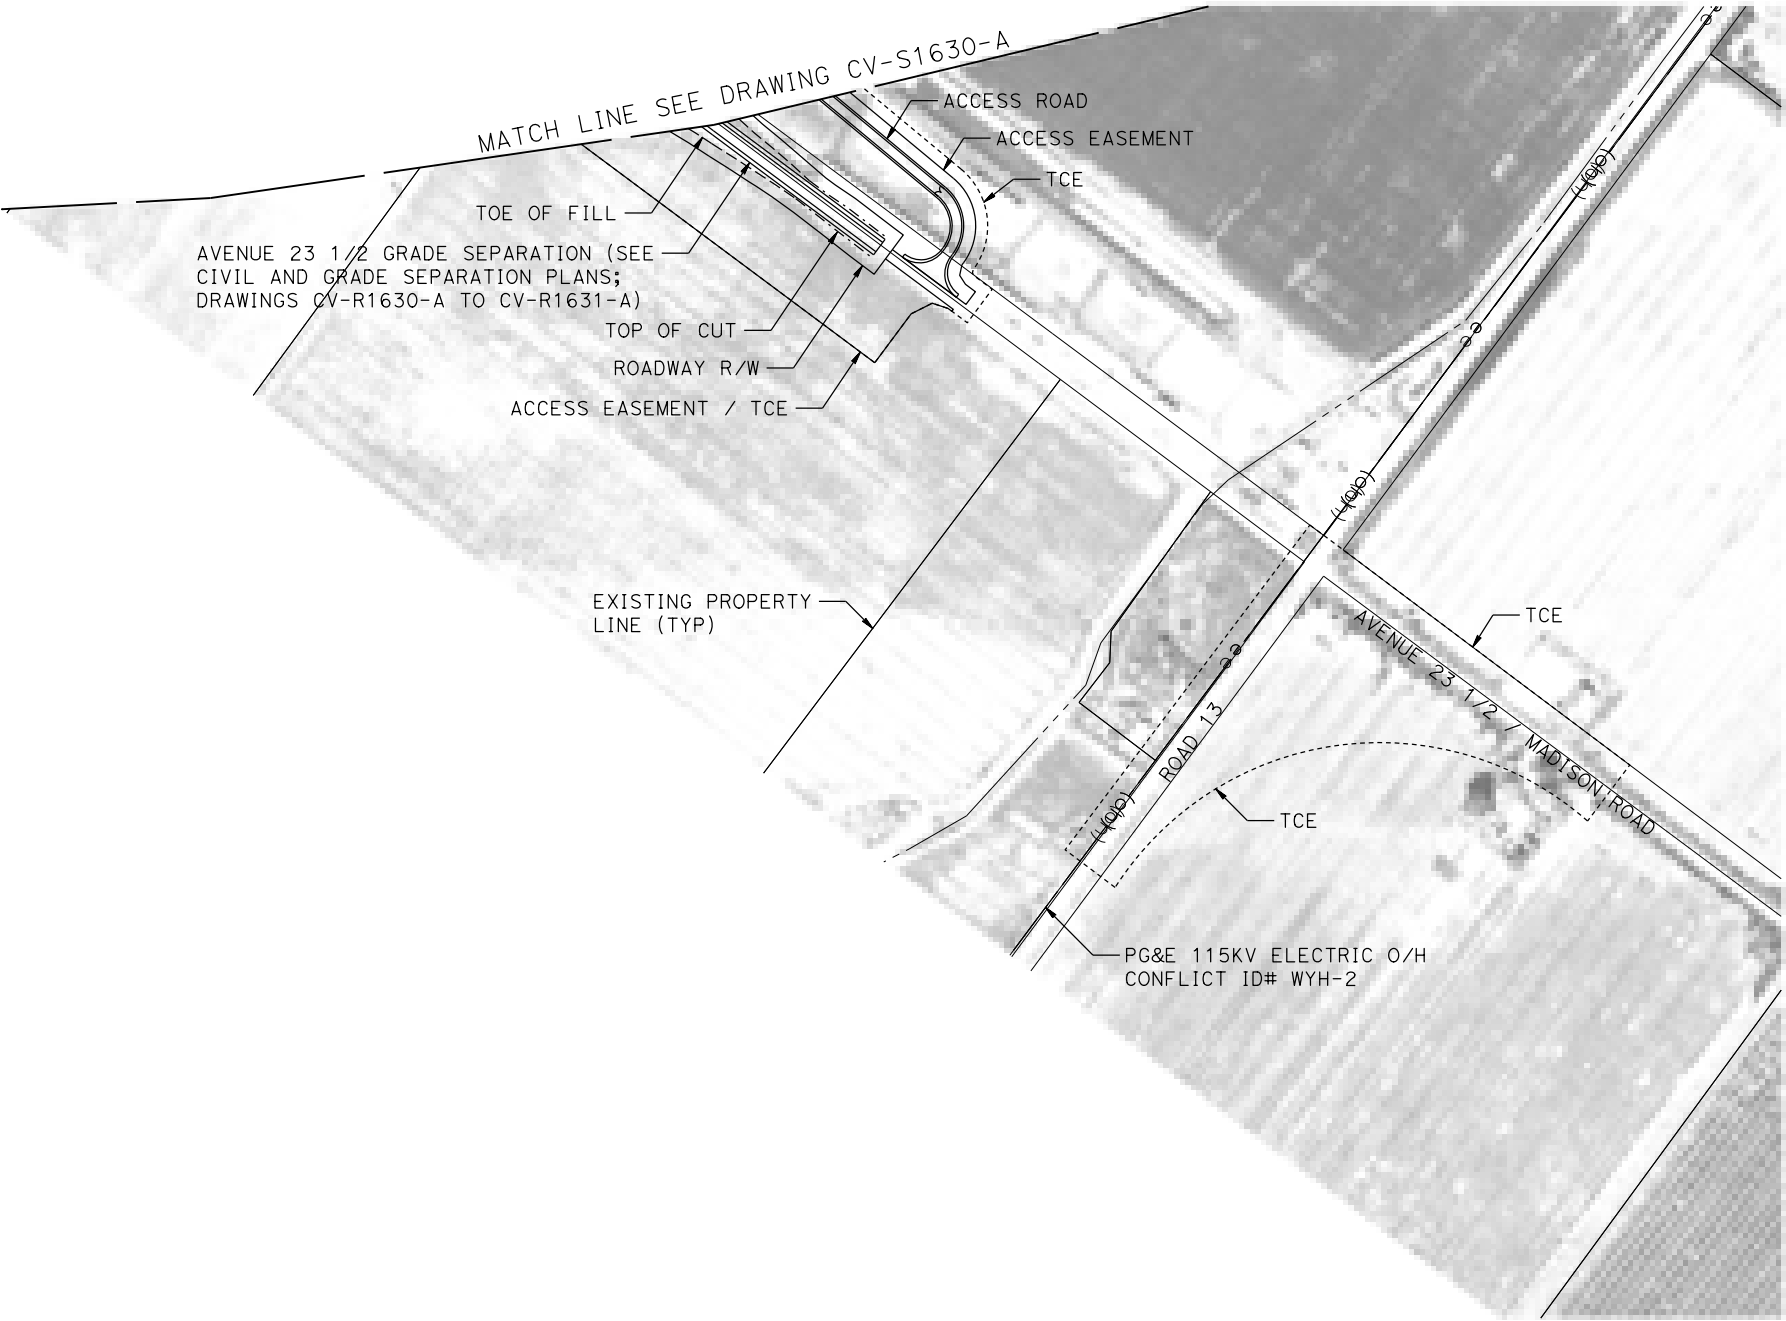 MATCH LINE SEE DRAWING CV-S1630-A
ACCESS ROAD
ACCESS EASEMENT
TCE
TOE OF FILL
AVENUE 23 1/2 GRADE SEPARATION (SEE
CIVIL AND GRADE SEPARATION PLANS;
DRAWINGS CV-R1630-A TO CV-R1631-A)
TOP OF CUT
ROADWAY R/W
ACCESS EASEMENT / TCE
EXISTING PROPERTY
LINE (TYP)
TCE
AVENUE 23 1/2 / MADISON ROAD
ROAD 13
TCE
PG&E 115KV ELECTRIC O/H
CONFLICT ID# WYH-2